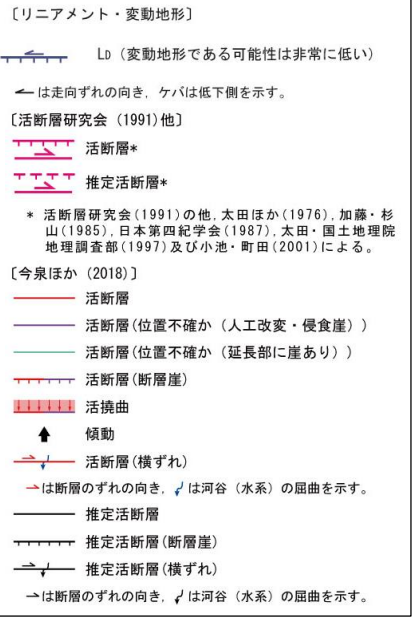 〔リニアメント・変動地形〕
LD（変動地形である可能性は非常に低い）
は走向ずれの向き，ケバは低下側を示す。
〔活断層研究会（1991）他〕
活断層*
推定活断層*
* 活断層研究会(1991)の他，太田ほか(1976)，加藤・杉
山(1985)，日本第四紀学会(1987)，太田・国土地理院
地理調査部(1997)及び小池・町田(2001)による。
〔今泉ほか（2018）〕
活断層
活断層(位置不確か（人工改変・侵食崖）)
活断層(位置不確か（延長部に崖あり）)
活断層(断層崖)
活撓曲
傾動
活断層(横ずれ)
は断層のずれの向き，は河谷（水系）の屈曲を示す。
推定活断層
推定活断層(断層崖)
推定活断層(横ずれ)
は断層のずれの向き，は河谷（水系）の屈曲を示す。